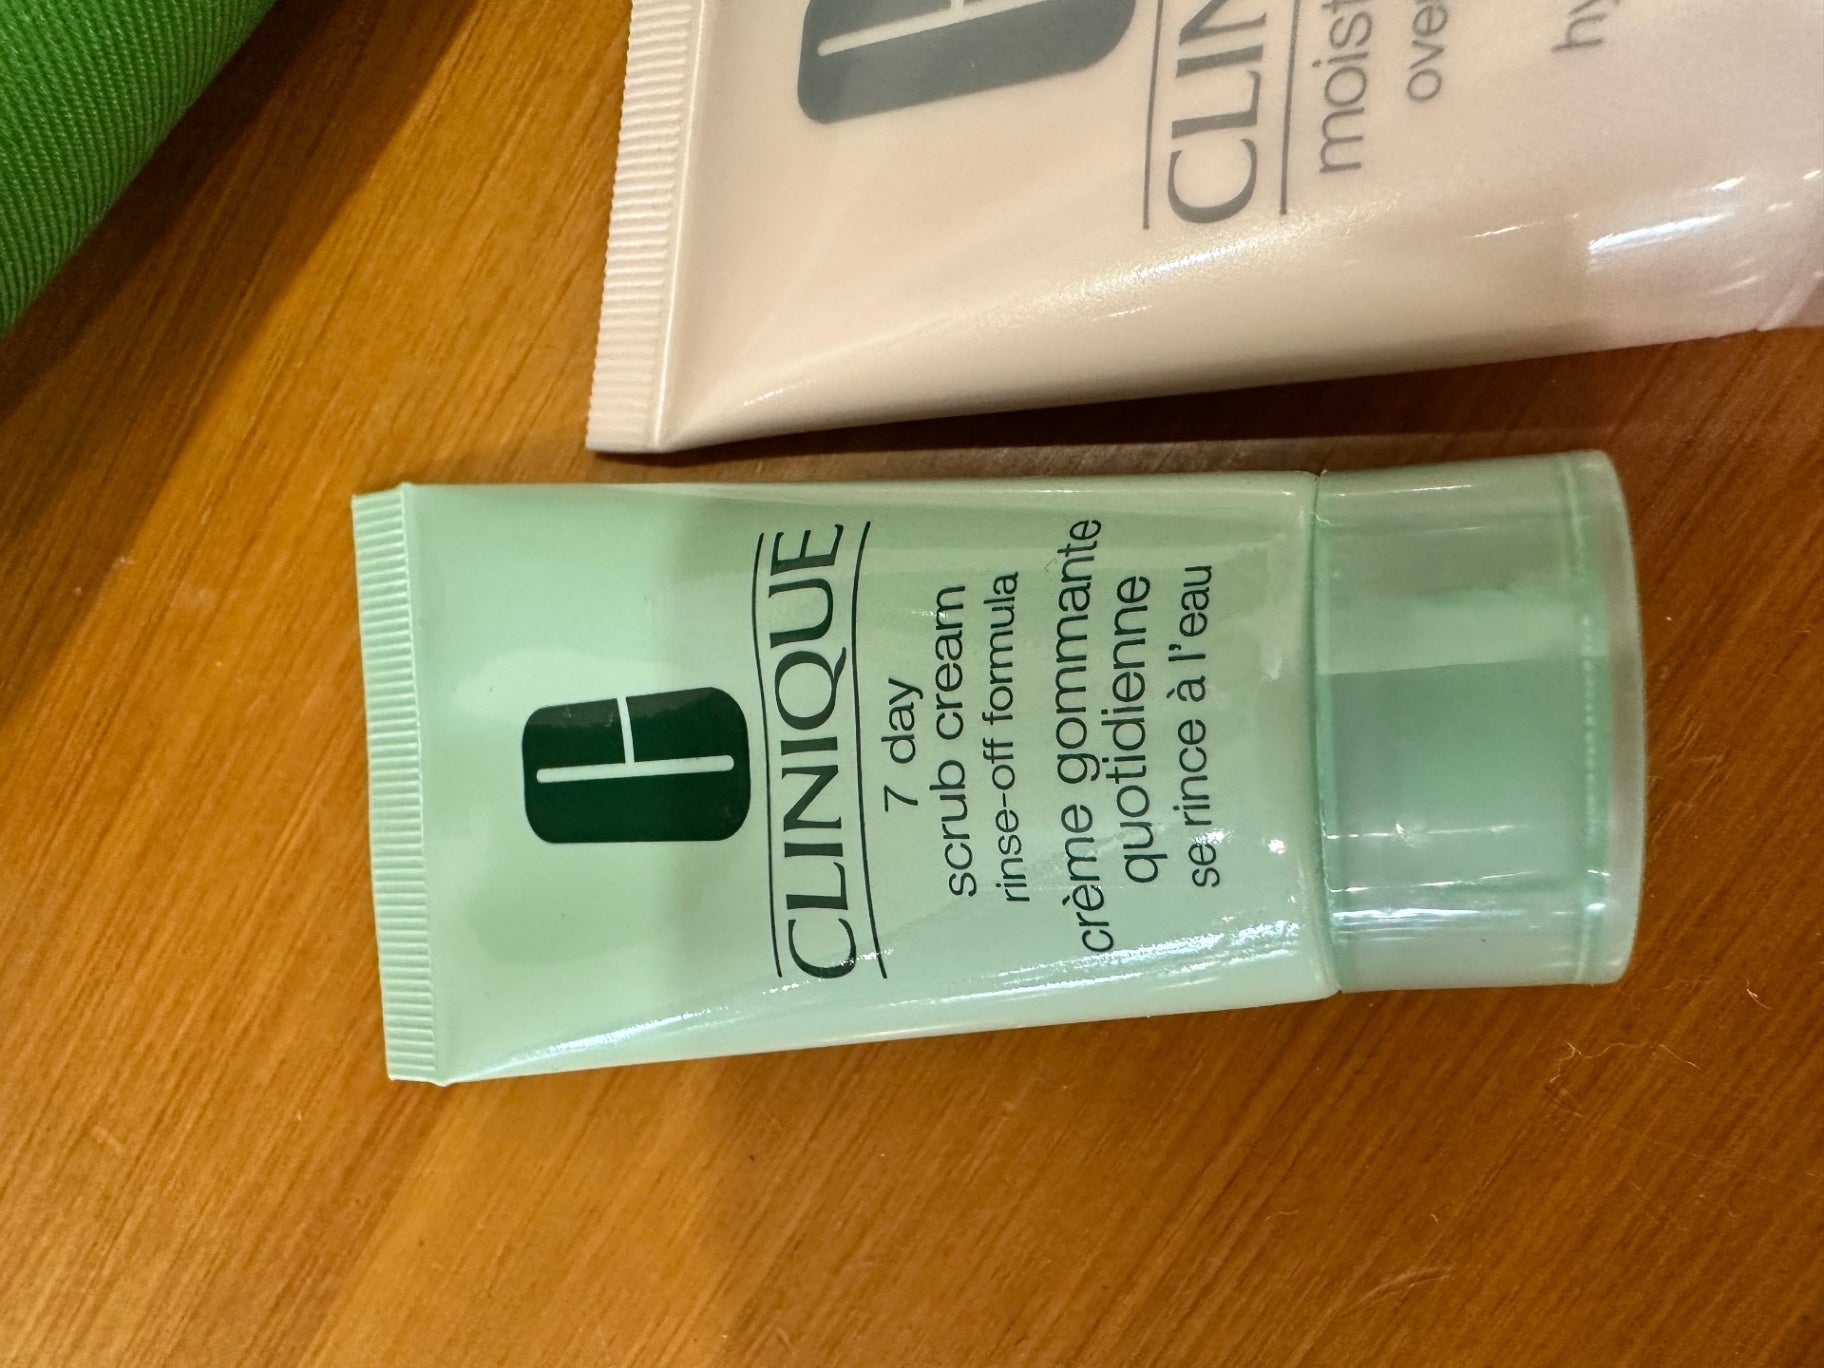 CLINIQUE
7 day
scrub cream
rinse-off formula
crème gommante
quotidienne
se rince à l'eau
CLIN
moist
over
hy